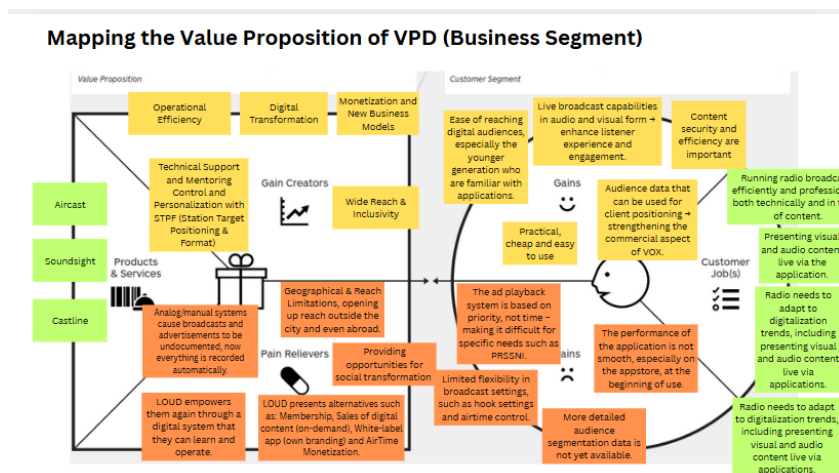 Mapping the Value Proposition of VPD (Business Segment)
Value Proposition
Customer Segment
Operational
Efficiency
Digital
Transformation
Monetization and
New Business
Models
Technical Support
and Mentoring
Control and
Personalization with
STPF (Station Target
Positioning &
Format)
Gain Creators
Wide Reach &
Inclusivity
Aircast
Soundsight
Castline
Products
& Services
Geographical & Reach
Limitations, opening
up reach outside the
city and even abroad.
Analog/manual systems
cause broadcasts and
advertisements to be
undocumented, now
everything is recorded
automatically.
Pain Relievers
Providing
opportunities for
social transformation
LOUD empowers
them again through a
digital system that
they can learn and
operate.
LOUD presents alternatives such
as: Membership, Sales of digital
content (on-demand), White-label
app (own branding) and AirTime
Monetization.
Ease of reaching
digital audiences,
especially the
younger
generation who
are familiar with
applications.
Live broadcast capabilities
in audio and visual form →
enhance listener
experience and
engagement.
Content
security and
efficiency are
important
Gains
Practical,
cheap and easy
to use
Audience data that
can be used for
client positioning →
strengthening the
commercial aspect
of VOX.
Customer
Job(s)
Running radio broadca
efficiently and profession
both technically and in t
of content.
Presenting visual
and audio conten
live via the
application.
Radio needs to
adapt to
digitalization
trends, including
presenting visual
and audio content
live via
applications.
Radio needs to adapt
to digitalization trends,
including presenting
visual and audio
content live via
applications.
The ad playback
system is based on
priority, not time –
making it difficult for
specific needs such as
PRSSNI.
ains
The performance of
the application is not
smooth, especially on
the appstore, at the
beginning of use.
Limited flexibility in
broadcast settings,
such as hook settings
and airtime control.
More detailed
audience
segmentation data is
not yet available.